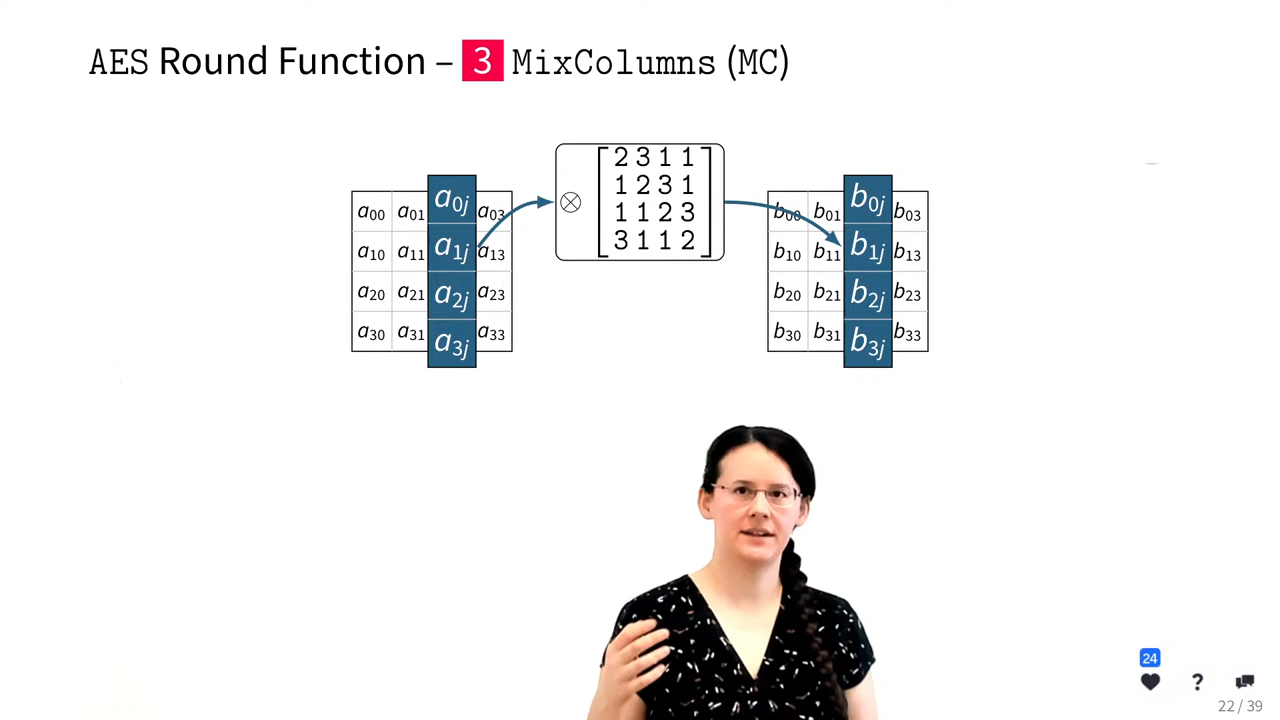 AES Round Function – 3 MixColumns (MC)
2 3 1 1
1 2 3 1
1 1 2 3
3 1 1 2
⊗
a00 a01 a0j a03
a10 a11 a1j a13
a20 a21 a2j a23
a30 a31 a3j a33
b00 b01 b0j b03
b10 b11 b1j b13
b20 b21 b2j b23
b30 b31 b3j b33
24
?
22 / 39